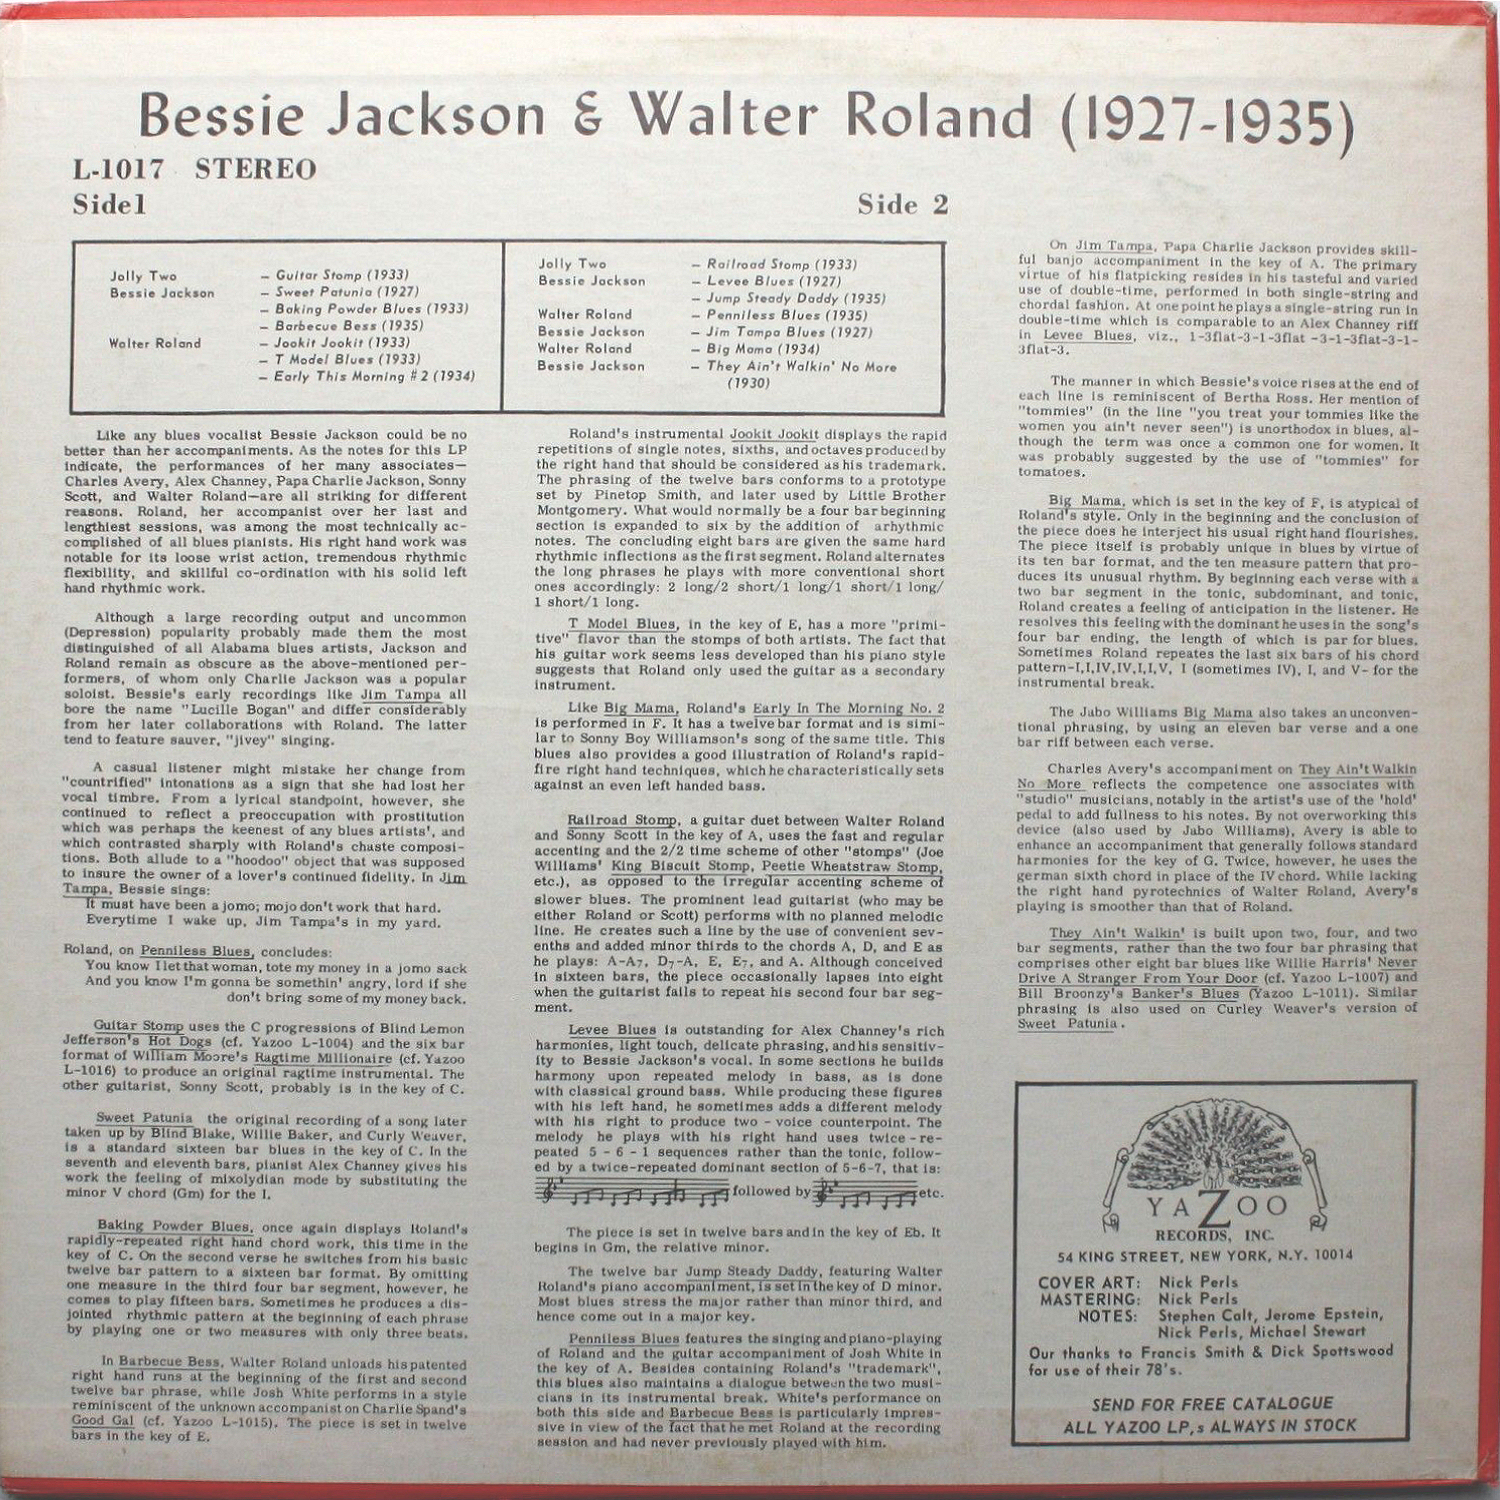 Bessie Jackson & Walter Roland (1927-1935)
L-1017 STEREO
Side1
Side 2
Jolly Two – Guitar Stomp (1933)
Bessie Jackson – Sweet Patunia (1927)
– Baking Powder Blues (1933)
– Barbecue Bess (1935)
Walter Roland – Jookit Jookit (1933)
– T Model Blues (1933)
– Early This Morning #2 (1934)
Jolly Two – Railroad Stomp (1933)
Bessie Jackson – Levee Blues (1927)
– Jump Steady Daddy (1935)
Walter Roland – Penniless Blues (1935)
Bessie Jackson – Jim Tampa Blues (1927)
Walter Roland – Big Mama (1934)
Bessie Jackson – They Ain't Walkin' No More
(1930)
Like any blues vocalist Bessie Jackson could be no
better than her accompaniments. As the notes for this LP
indicate, the performances of her many associates—
Charles Avery, Alex Channey, Papa Charlie Jackson, Sonny
Scott, and Walter Roland—are all striking for different
reasons. Roland, her accompanist over her last and
lengthiest sessions, was among the most technically ac-
complished of all blues pianists. His right hand work was
notable for its loose wrist action, tremendous rhythmic
flexibility, and skillful co-ordination with his solid left
hand rhythmic work.
Although a large recording output and uncommon
(Depression) popularity probably made them the most
distinguished of all Alabama blues artists, Jackson and
Roland remain as obscure as the above-mentioned per-
formers, of whom only Charlie Jackson was a popular
soloist. Bessie's early recordings like Jim Tampa all
bore the name "Lucille Bogan" and differ considerably
from her later collaborations with Roland. The latter
tend to feature sauver, "jivey" singing.
A casual listener might mistake her change from
"countrified" intonations as a sign that she had lost her
vocal timbre. From a lyrical standpoint, however, she
continued to reflect a preoccupation with prostitution
which was perhaps the keenest of any blues artists', and
which contrasted sharply with Roland's chaste composi-
tions. Both allude to a "hoodoo" object that was supposed
to insure the owner of a lover's continued fidelity. In Jim
Tampa, Bessie sings:
It must have been a jomo; mojo don't work that hard.
Everytime I wake up, Jim Tampa's in my yard.
Roland, on Penniless Blues, concludes:
You know I let that woman, tote my money in a jomo sack
And you know I'm gonna be somethin' angry, lord if she
don't bring some of my money back.
Guitar Stomp uses the C progressions of Blind Lemon
Jefferson's Hot Dogs (cf. Yazoo L-1004) and the six bar
format of William Moore's Ragtime Millionaire (cf. Yazoo
L-1016) to produce an original ragtime instrumental. The
other guitarist, Sonny Scott, probably is in the key of C.
Sweet Patunia the original recording of a song later
taken up by Blind Blake, Willie Baker, and Curly Weaver,
is a standard sixteen bar blues in the key of C. In the
seventh and eleventh bars, pianist Alex Channey gives his
work the feeling of mixolydian mode by substituting the
minor V chord (Gm) for the I.
Baking Powder Blues, once again displays Roland's
rapidly-repeated right hand chord work, this time in the
key of C. On the second verse he switches from his basic
twelve bar pattern to a sixteen bar format. By omitting
one measure in the third four bar segment, however, he
comes to play fifteen bars. Sometimes he produces a dis-
jointed rhythmic pattern at the beginning of each phrase
by playing one or two measures with only three beats.
In Barbecue Bess, Walter Roland unloads his patented
right hand runs at the beginning of the first and second
twelve bar phrase, while Josh White performs in a style
reminiscent of the unknown accompanist on Charlie Spand's
Good Gal (cf. Yazoo L-1015). The piece is set in twelve
bars in the key of E.
Roland's instrumental Jookit Jookit displays the rapid
repetitions of single notes, sixths, and octaves produced by
the right hand that should be considered as his trademark.
The phrasing of the twelve bars conforms to a prototype
set by Pinetop Smith, and later used by Little Brother
Montgomery. What would normally be a four bar beginning
section is expanded to six by the addition of arhythmic
notes. The concluding eight bars are given the same hard
rhythmic inflections as the first segment. Roland alternates
the long phrases he plays with more conventional short
ones accordingly: 2 long/2 short/1 long/1 short/1 long/
1 short/1 long.
T Model Blues, in the key of E, has a more "primi-
tive" flavor than the stomps of both artists. The fact that
his guitar work seems less developed than his piano style
suggests that Roland only used the guitar as a secondary
instrument.
Like Big Mama, Roland's Early In The Morning No. 2
is performed in F. It has a twelve bar format and is simi-
lar to Sonny Boy Williamson's song of the same title. This
blues also provides a good illustration of Roland's rapid-
fire right hand techniques, which he characteristically sets
against an even left handed bass.
Railroad Stomp, a guitar duet between Walter Roland
and Sonny Scott in the key of A, uses the fast and regular
accenting and the 2/2 time scheme of other "stomps" (Joe
Williams' King Biscuit Stomp, Peetie Wheatstraw Stomp,
etc.), as opposed to the irregular accenting scheme of
slower blues. The prominent lead guitarist (who may be
either Roland or Scott) performs with no planned melodic
line. He creates such a line by the use of convenient sev-
enths and added minor thirds to the chords A, D, and E as
he plays: A-A7, D7-A, E, E7, and A. Although conceived
in sixteen bars, the piece occasionally lapses into eight
when the guitarist fails to repeat his second four bar seg-
ment.
Levee Blues is outstanding for Alex Channey's rich
harmonies, light touch, delicate phrasing, and his sensitiv-
ity to Bessie Jackson's vocal. In some sections he builds
harmony upon repeated melody in bass, as is done
with classical ground bass. While producing these figures
with his left hand, he sometimes adds a different melody
with his right to produce two - voice counterpoint. The
melody he plays with his right hand uses twice - re-
peated 5 - 6 - 1 sequences rather than the tonic, follow-
ed by a twice-repeated dominant section of 5-6-7, that is:
followed by etc.
The piece is set in twelve bars and in the key of Eb. It
begins in Gm, the relative minor.
The twelve bar Jump Steady Daddy, featuring Walter
Roland's piano accompaniment, is set in the key of D minor.
Most blues stress the major rather than minor third, and
hence come out in a major key.
Penniless Blues features the singing and piano-playing
of Roland and the guitar accompaniment of Josh White in
the key of A. Besides containing Roland's "trademark",
this blues also maintains a dialogue between the two musi-
cians in its instrumental break. White's performance on
both this side and Barbecue Bess is particularly impres-
sive in view of the fact that he met Roland at the recording
session and had never previously played with him.
On Jim Tampa, Papa Charlie Jackson provides skill-
ful banjo accompaniment in the key of A. The primary
virtue of his flatpicking resides in his tasteful and varied
use of double-time, performed in both single-string and
chordal fashion. At one point he plays a single-string run in
double-time which is comparable to an Alex Channey riff
in Levee Blues, viz., 1-3flat-3-1-3flat -3-1-3flat-3-1-
3flat-3.
The manner in which Bessie's voice rises at the end of
each line is reminiscent of Bertha Ross. Her mention of
"tommies" (in the line "you treat your tommies like the
women you ain't never seen") is unorthodox in blues, al-
though the term was once a common one for women. It
was probably suggested by the use of "tommies" for
tomatoes.
Big Mama, which is set in the key of F, is atypical of
Roland's style. Only in the beginning and the conclusion of
the piece does he interject his usual right hand flourishes.
The piece itself is probably unique in blues by virtue of
its ten bar format, and the ten measure pattern that pro-
duces its unusual rhythm. By beginning each verse with a
two bar segment in the tonic, subdominant, and tonic,
Roland creates a feeling of anticipation in the listener. He
resolves this feeling with the dominant he uses in the song's
four bar ending, the length of which is par for blues.
Sometimes Roland repeates the last six bars of his chord
pattern-I,I,IV,IV,I,I,V, I (sometimes IV), I, and V- for the
instrumental break.
The Jabo Williams Big Mama also takes an unconven-
tional phrasing, by using an eleven bar verse and a one
bar riff between each verse.
Charles Avery's accompaniment on They Ain't Walkin
No More reflects the competence one associates with
"studio" musicians, notably in the artist's use of the 'hold'
pedal to add fullness to his notes. By not overworking this
device (also used by Jabo Williams), Avery is able to
enhance an accompaniment that generally follows standard
harmonies for the key of G. Twice, however, he uses the
german sixth chord in place of the IV chord. While lacking
the right hand pyrotechnics of Walter Roland, Avery's
playing is smoother than that of Roland.
They Ain't Walkin' is built upon two, four, and two
bar segments, rather than the two four bar phrasing that
comprises other eight bar blues like Willie Harris' Never
Drive A Stranger From Your Door (cf. Yazoo L-1007) and
Bill Broonzy's Banker's Blues (Yazoo L-1011). Similar
phrasing is also used on Curley Weaver's version of
Sweet Patunia.
YAZOO
RECORDS, INC.
54 KING STREET, NEW YORK, N.Y. 10014
COVER ART: Nick Perls
MASTERING: Nick Perls
NOTES: Stephen Calt, Jerome Epstein,
Nick Perls, Michael Stewart
Our thanks to Francis Smith & Dick Spottswood
for use of their 78's.
SEND FOR FREE CATALOGUE
ALL YAZOO LP,s ALWAYS IN STOCK